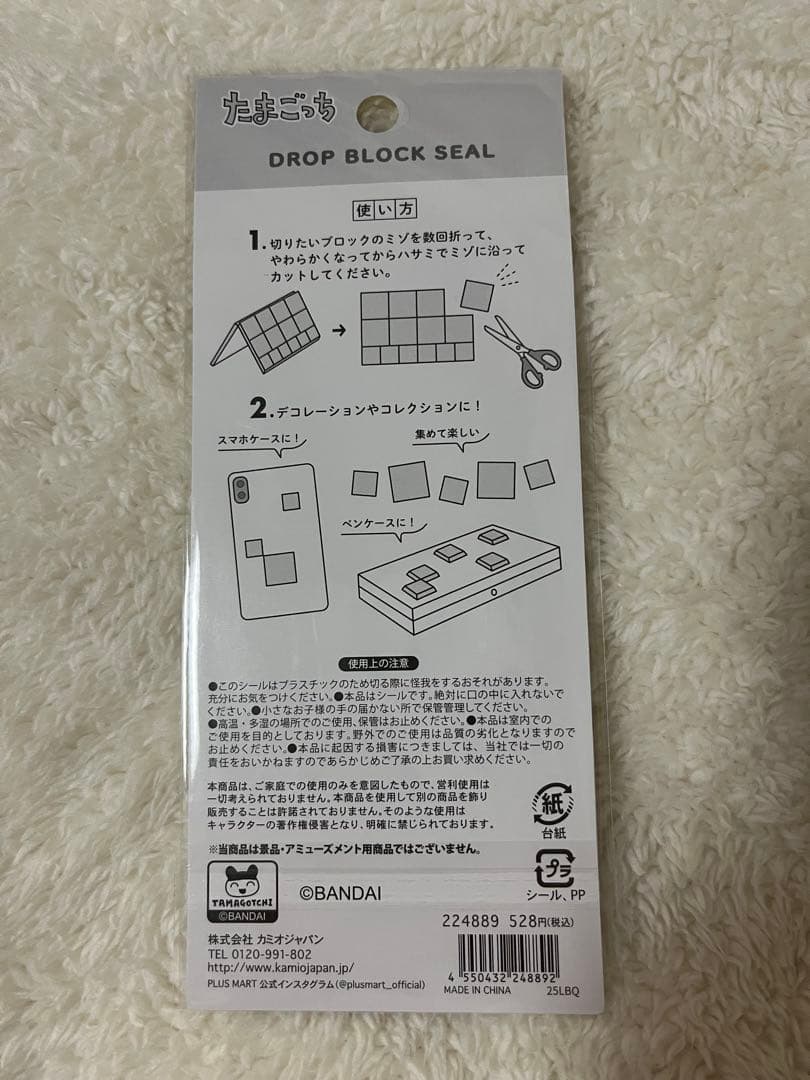 たまごっち
DROP BLOCK SEAL
使い方
1.切りたいブロックのミゾを数回折って、
やわらかくなってからハサミでミゾに沿って
カットしてください。
2.デコレーションやコレクションに!
スマホケースに!
集めて楽しい
ペンケースに!
使用上の注意
●このシールはプラスチックのため切る際に怪我をするおそれがあります。
充分にお気をつけください。●本品はシールです。絶対に口の中に入れないで
ください。●小さなお子様の手の届かない所で保管管理してください。
●高温・多湿の場所でのご使用、保管はお止めください。●本品は室内での
ご使用を目的としております。野外でのご使用は品質の劣化となりますので
お止めください。●本品に起因する損害につきましては、当社では一切の
責任をおいかねますのであらかじめご了承の上お買い求めください。
本商品は、ご家庭での使用のみを意図したもので、営利使用は
一切考えられておりません。本商品を使用して別の商品を飾り
販売することは許諾されておりません。そのような使用は
キャラクターの著作権侵害となり、明確に禁じられております。
紙
台紙
※当商品は景品・アミューズメント用商品ではございません。
プラ
シール、PP
TAMAGOTCHI
©BANDAI
©BANDAI
224889 528円(税込)
株式会社 カミオジャパン
TEL 0120-991-802
http://www.kamiojapan.jp/
PLUS MART 公式インスタグラム(@plusmart_official)
4 550432 248892
MADE IN CHINA 25LBQ